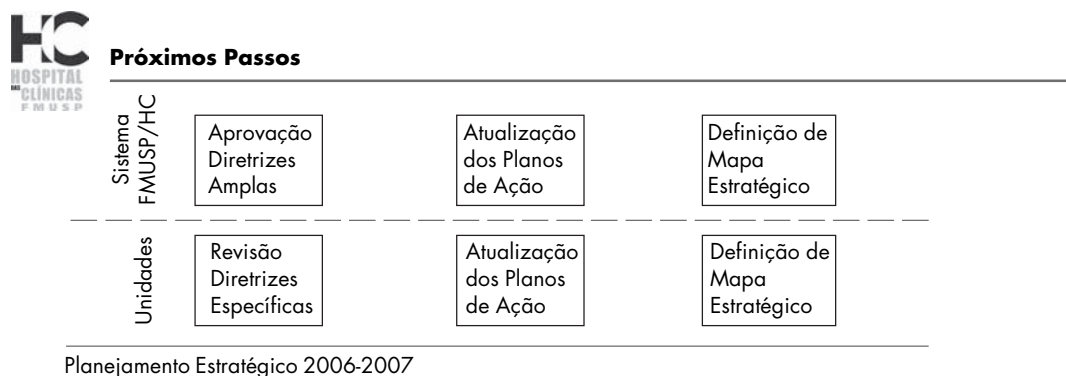 HC
HOSPITAL
DAS CLÍNICAS
FMUSP
Próximos Passos
Sistema
FMUSP/HC
Aprovação
Diretrizes
Amplas
Atualização
dos Planos
de Ação
Definição de
Mapa
Estratégico
Unidades
Revisão
Diretrizes
Específicas
Atualização
dos Planos
de Ação
Definição de
Mapa
Estratégico
Planejamento Estratégico 2006-2007